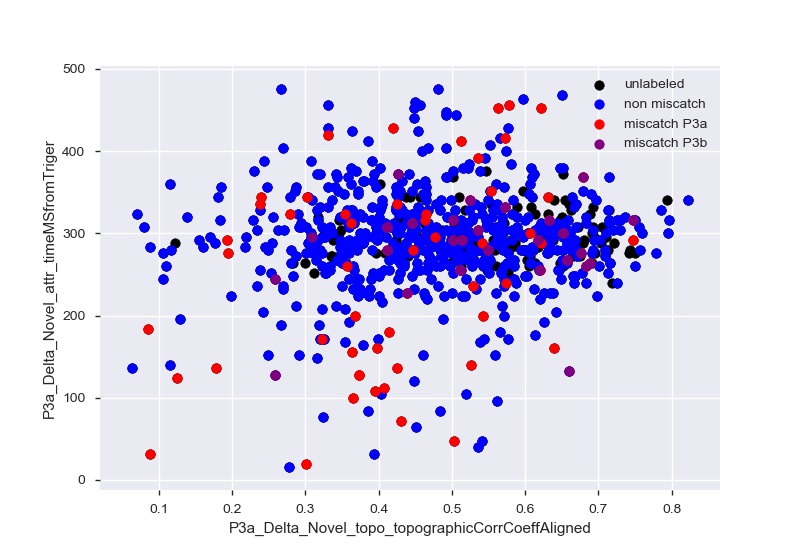 500
400
300
200
100
0
P3a_Delta_Novel_attr_timeMSfromTriger
unlabeled
non miscatch
miscatch P3a
miscatch P3b
0.1 0.2 0.3 0.4 0.5 0.6 0.7 0.8
P3a_Delta_Novel_topo_topographicCorrCoeffAligned